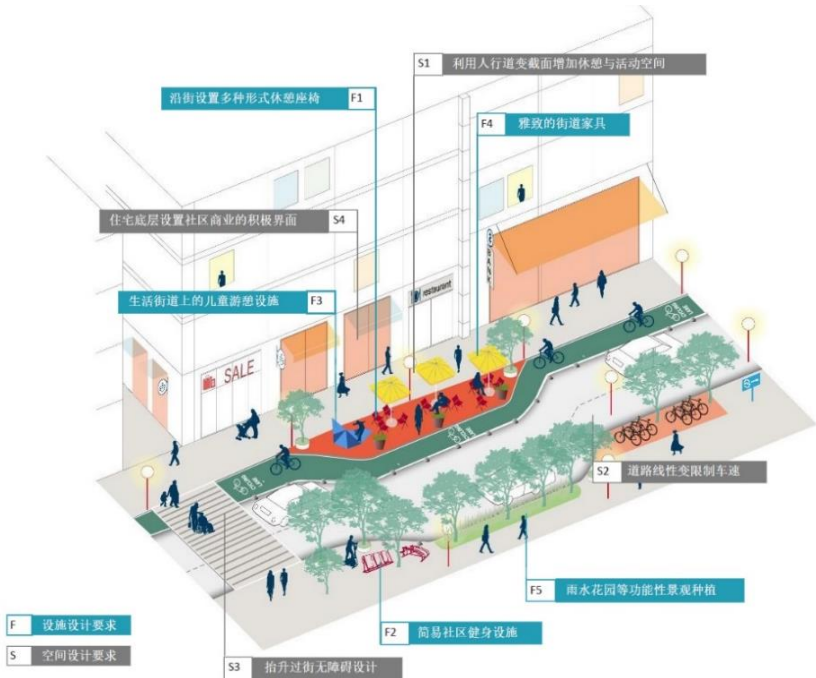 S1 利用人行道变截面增加休憩与活动空间
沿街设置多种形式休憩座椅 F1
F4 雅致的街道家具
住宅底层设置社区商业的积极界面 S4
BANK
restaurant
生活街道上的儿童游憩设施 F3
SALE
S2 道路线性变限制车速
F5 雨水花园等功能性景观种植
F 设施设计要求
F2 简易社区健身设施
S 空间设计要求
S3 抬升过街无障碍设计